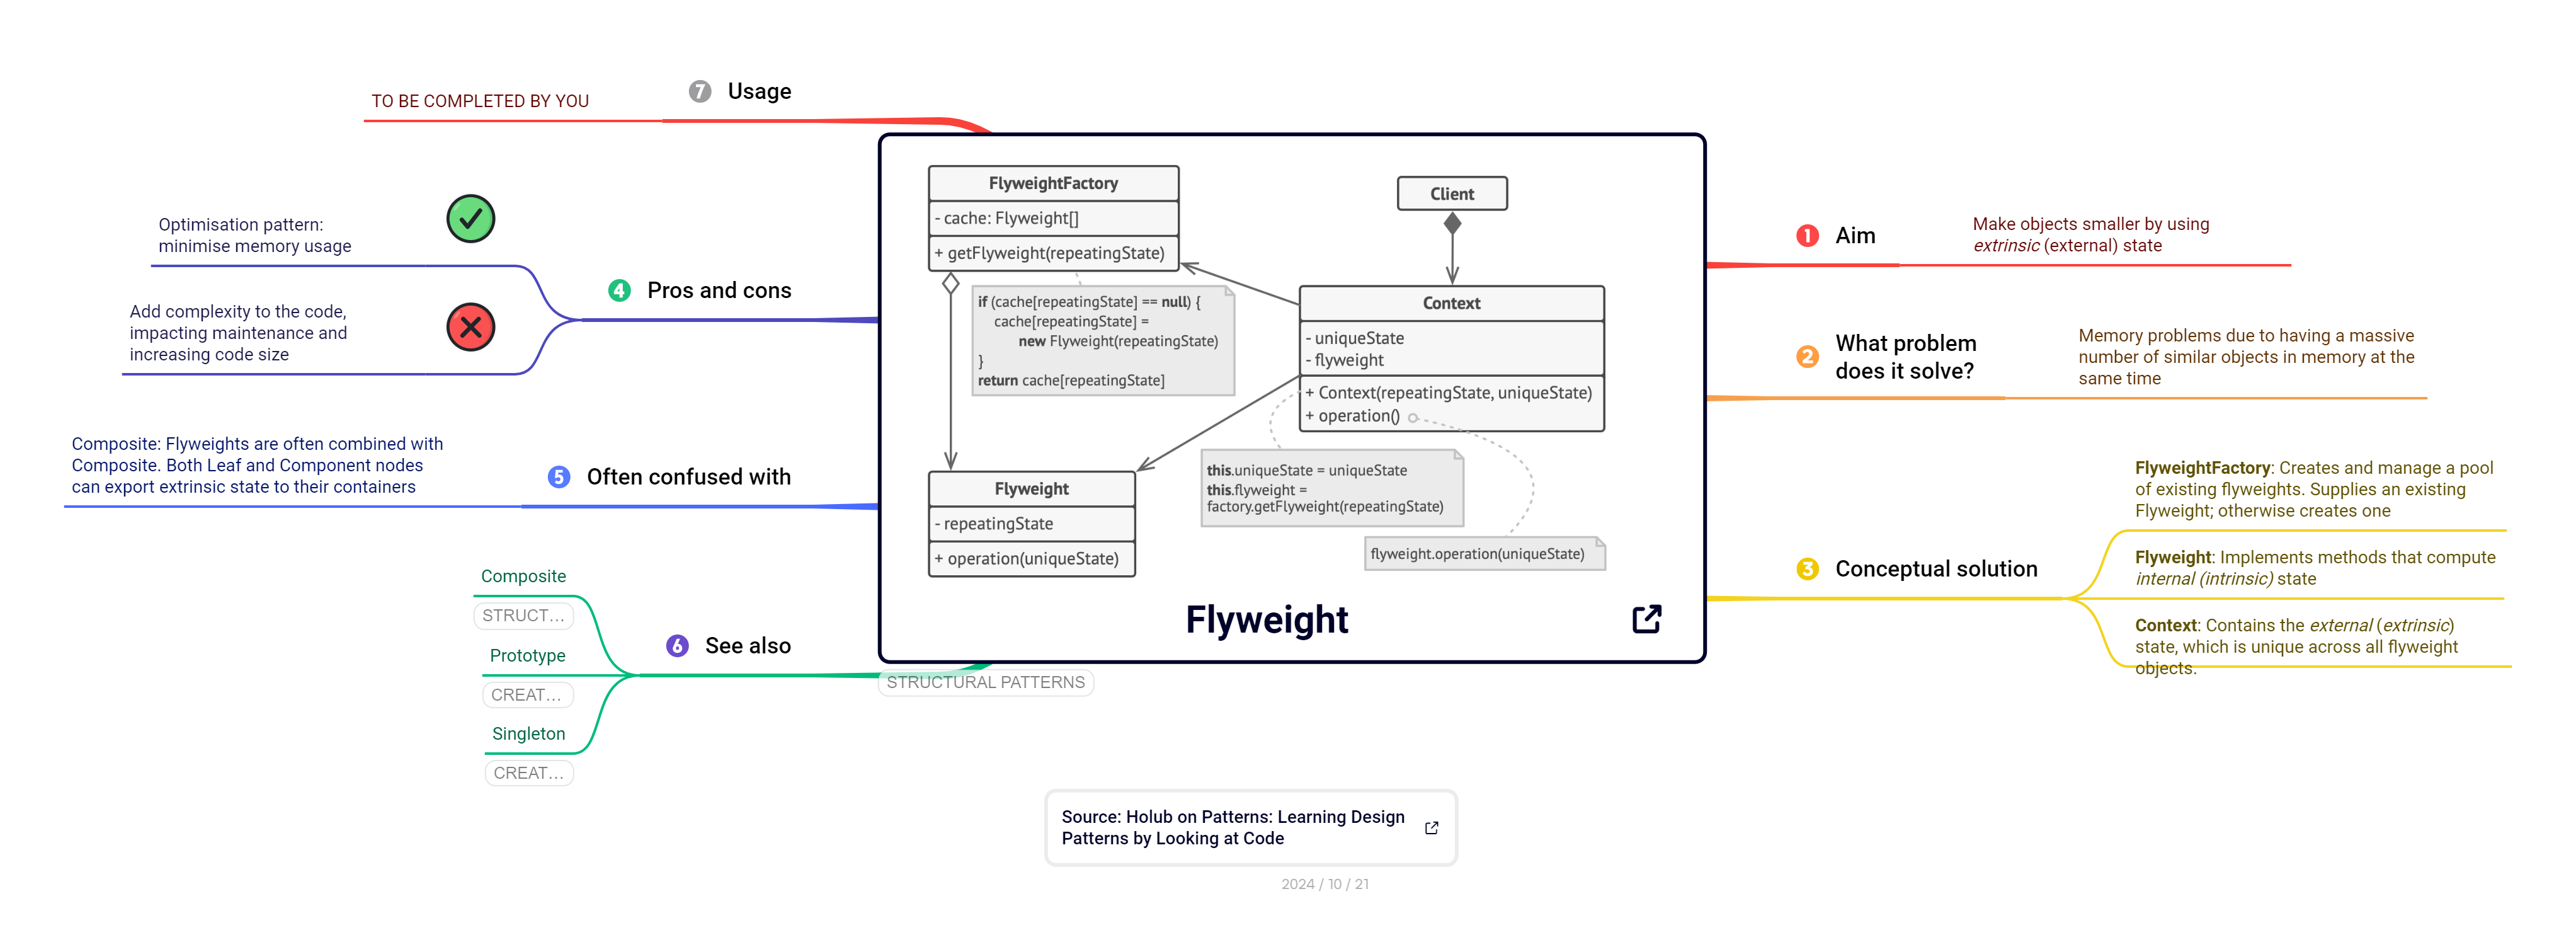 7 Usage
TO BE COMPLETED BY YOU
4 Pros and cons
Optimisation pattern:
minimise memory usage
Add complexity to the code,
impacting maintenance and
increasing code size
5 Often confused with
Composite: Flyweights are often combined with
Composite. Both Leaf and Component nodes
can export extrinsic state to their containers
6 See also
Composite
STRUCT...
Prototype
CREAT...
Singleton
CREAT...
FlyweightFactory
- cache: Flyweight[]
+ getFlyweight(repeatingState)
if (cache[repeatingState] == null) {
cache[repeatingState] =
new Flyweight(repeatingState)
}
return cache[repeatingState]
Client
Context
- uniqueState
- flyweight
+ Context(repeatingState, uniqueState)
+ operation()
this.uniqueState = uniqueState
this.flyweight =
factory.getFlyweight(repeatingState)
flyweight.operation(uniqueState)
Flyweight
- repeatingState
+ operation(uniqueState)
Flyweight
STRUCTURAL PATTERNS
1 Aim
Make objects smaller by using
extrinsic (external) state
2 What problem
does it solve?
Memory problems due to having a massive
number of similar objects in memory at the
same time
3 Conceptual solution
FlyweightFactory: Creates and manage a pool
of existing flyweights. Supplies an existing
Flyweight; otherwise creates one
Flyweight: Implements methods that compute
internal (intrinsic) state
Context: Contains the external (extrinsic)
state, which is unique across all flyweight
objects.
Source: Holub on Patterns: Learning Design
Patterns by Looking at Code
2024 / 10 / 21